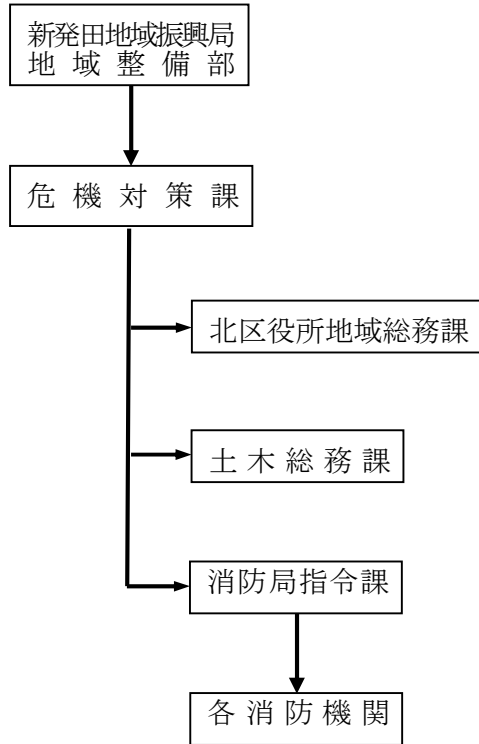 新発田地域振興局
地域整備部
危機対策課
北区役所地域総務課
土木総務課
消防局指令課
各消防機関